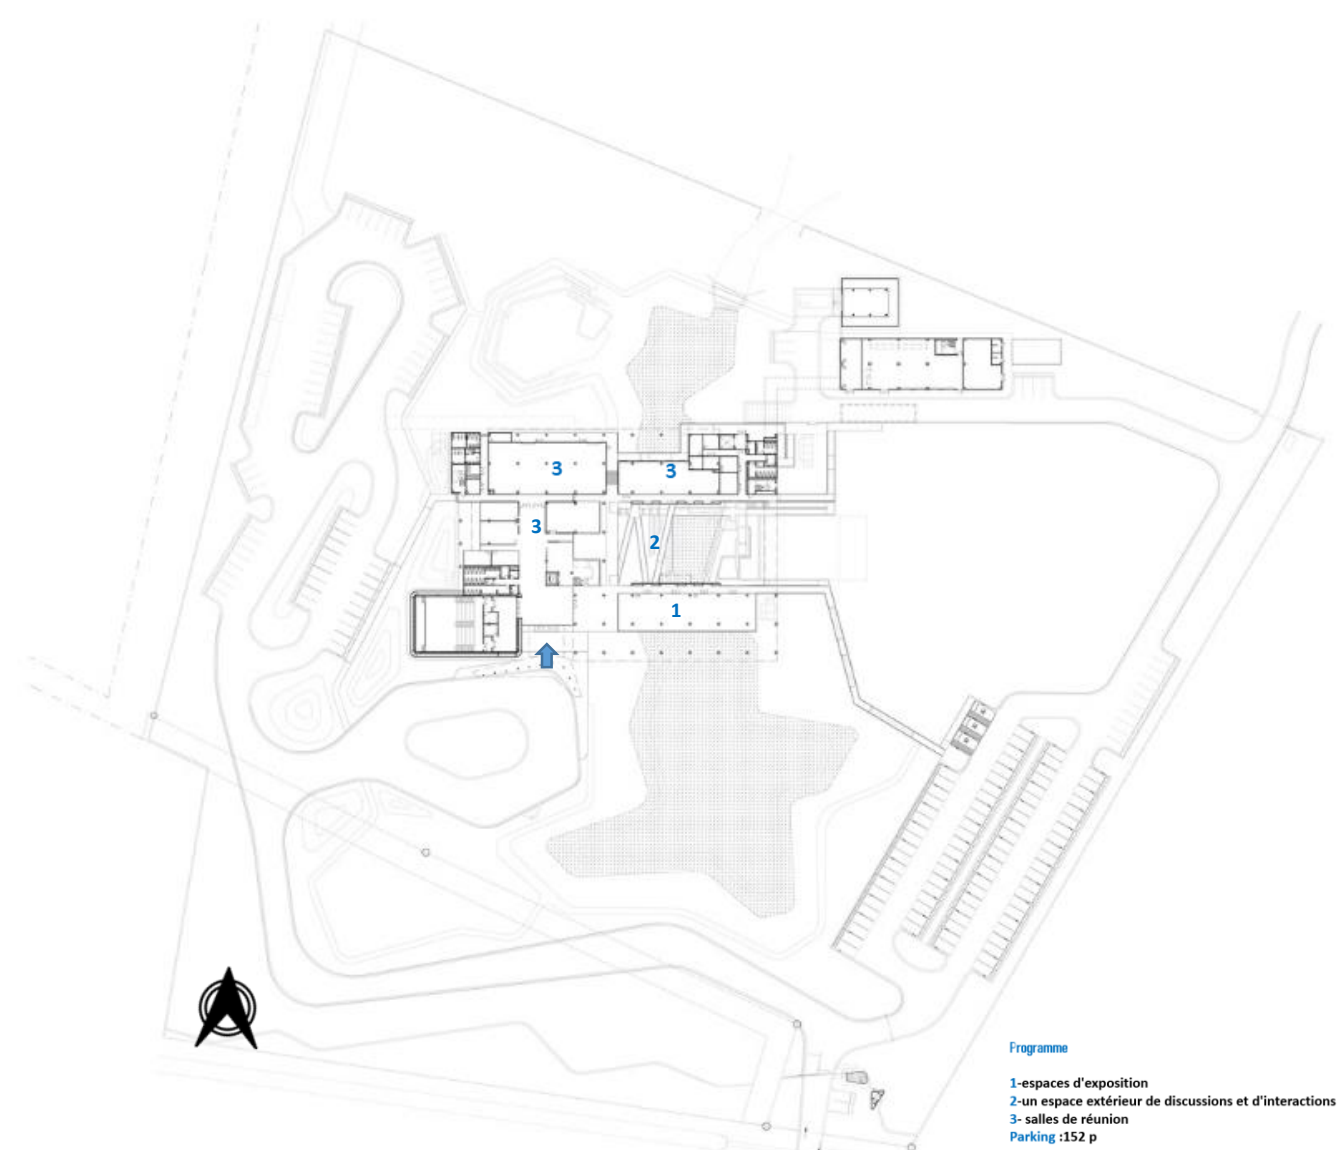 3
3
3
2
1
Programme
1-espaces d'exposition
2-un espace extérieur de discussions et d'interactions
3- salles de réunion
Parking :152 p